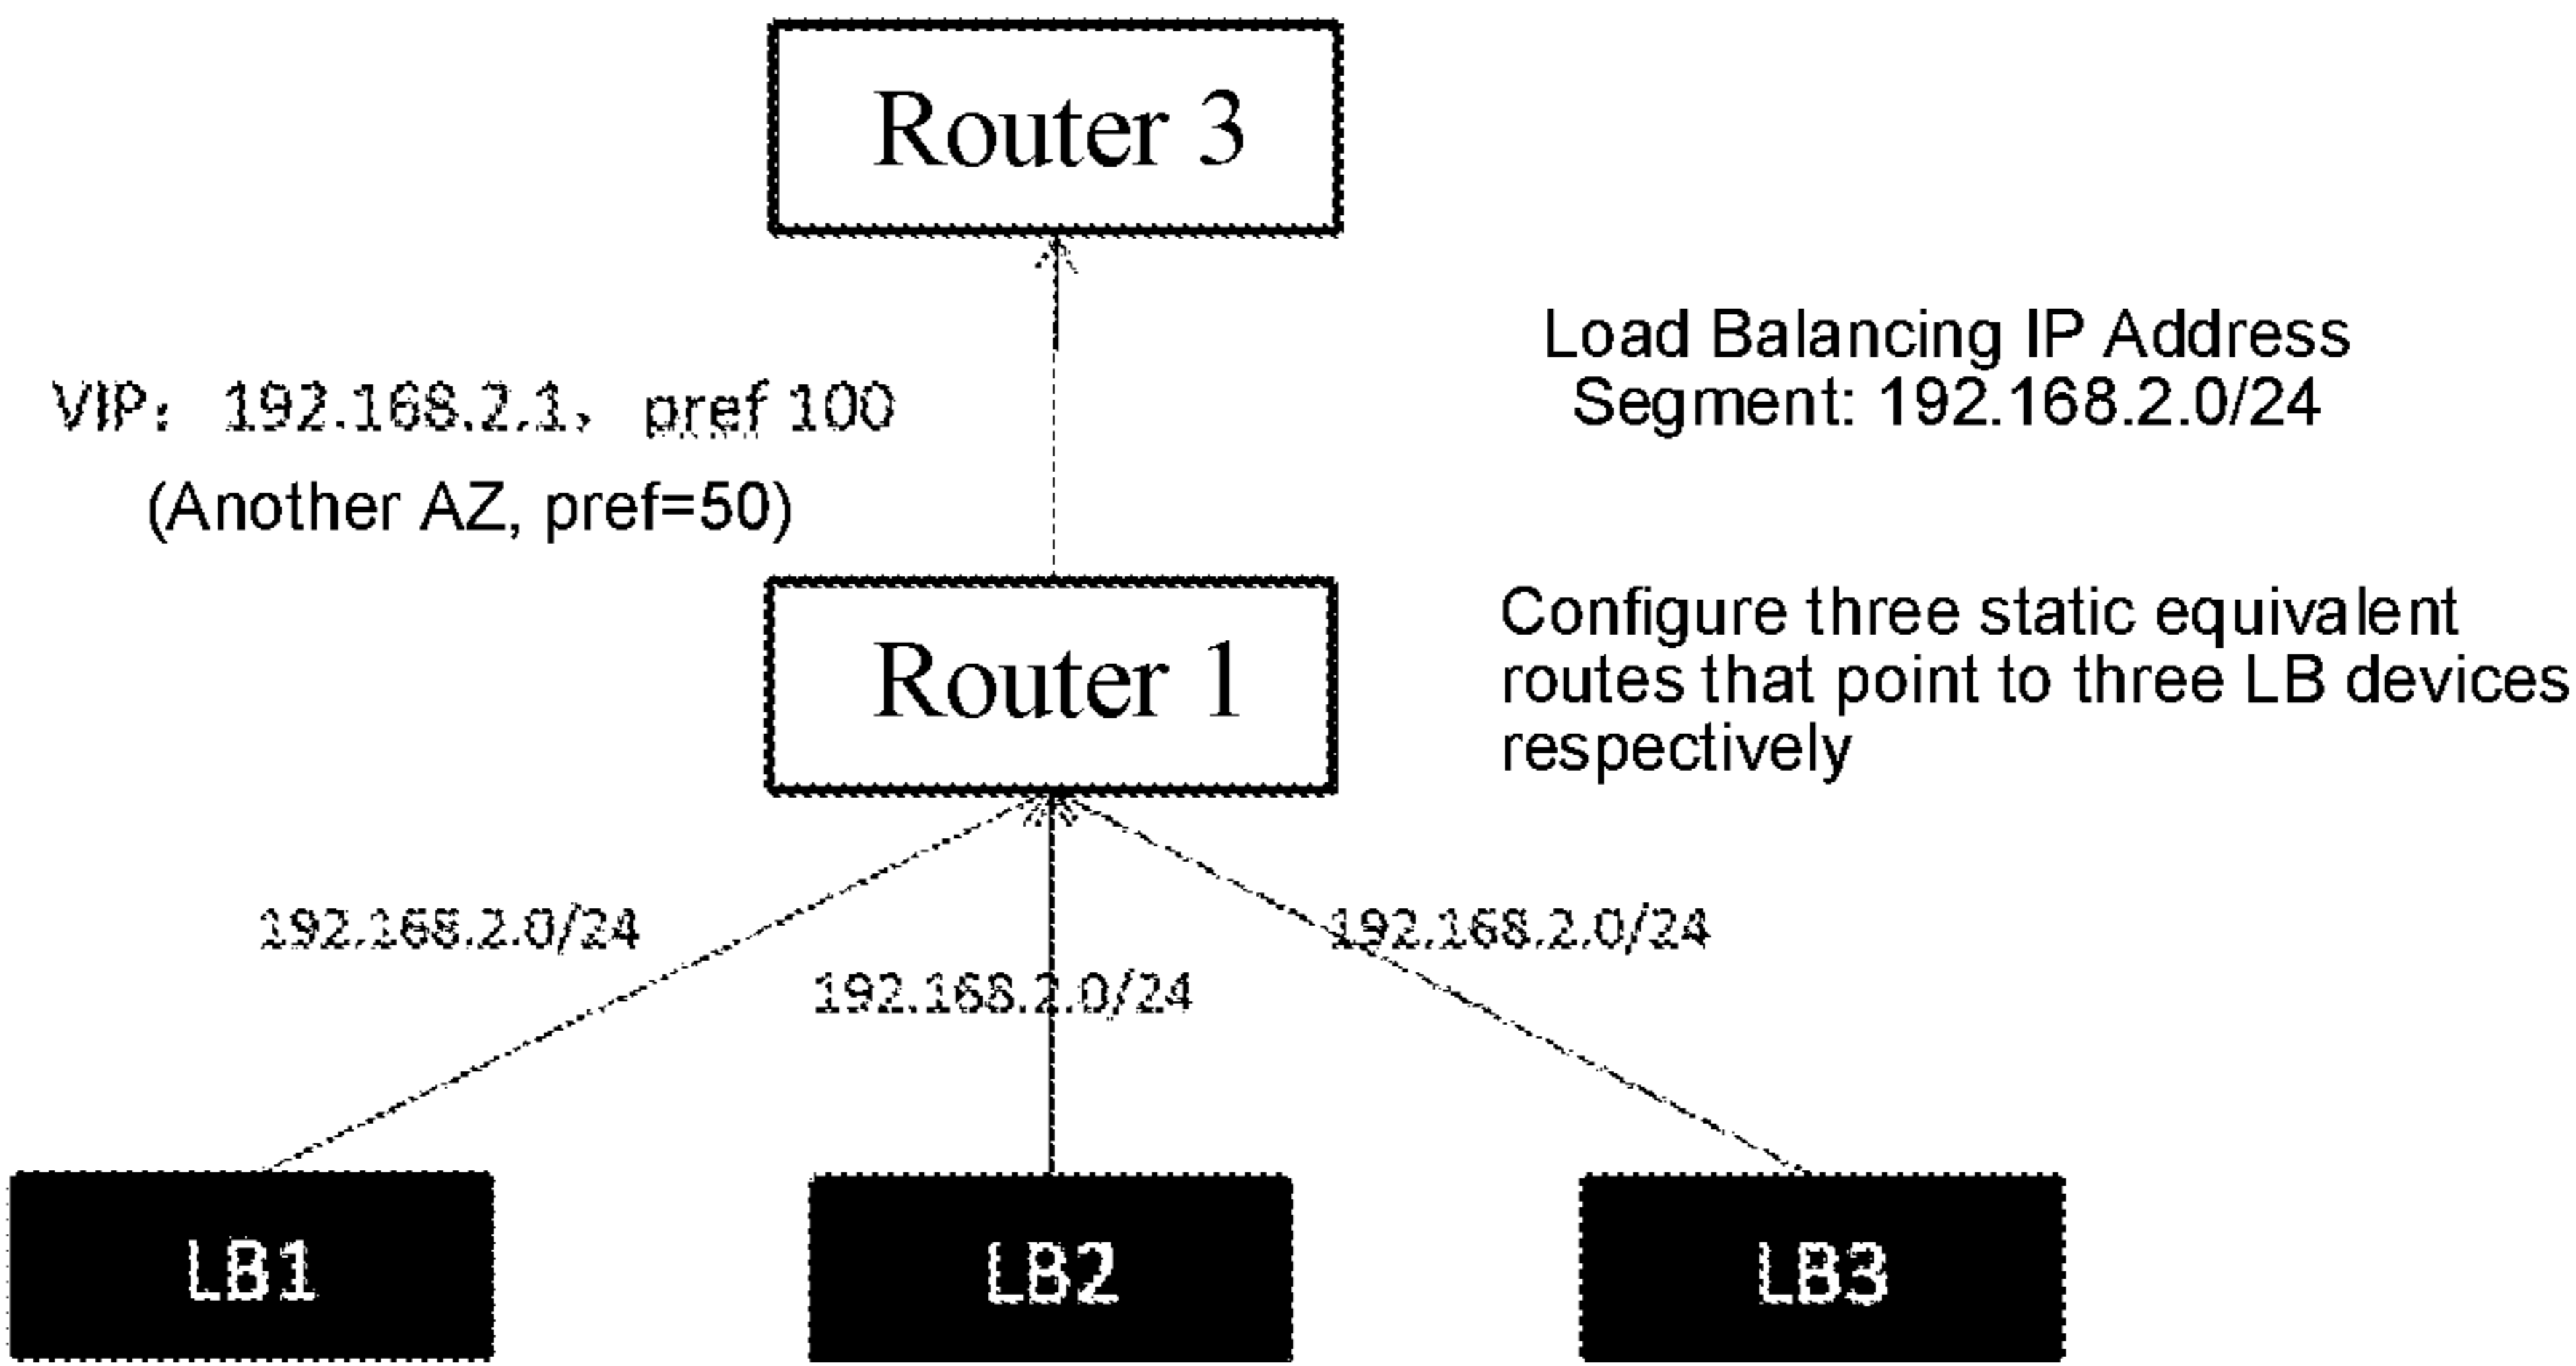 Router 3
VIP: 192.168.2.1, pref 100
(Another AZ, pref=50)
Load Balancing IP Address
Segment: 192.168.2.0/24
Router 1
Configure three static equivalent
routes that point to three LB devices
respectively
192.168.2.0/24
192.168.2.0/24
192.168.2.0/24
LB1
LB2
LB3